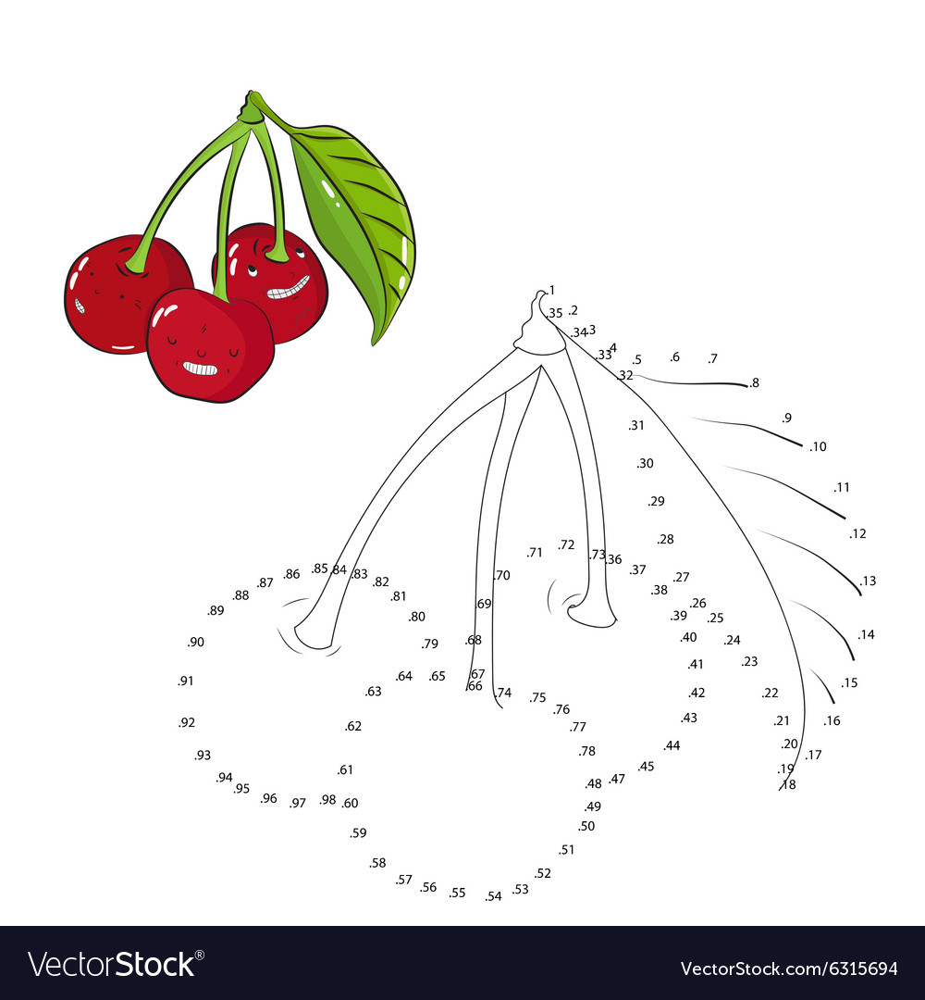 .1
.35 .2
.34 3
.33 4
.32 .5 .6 .7
.8
.31 .9
.10
.30
.11
.29
.28 .12
.71 .72 .73 .36
.85 84 .83 .70 .37 .27 .13
.86 .82
.87 .38
.88 .81 .69 .26
.89 .80 .39 .25
.90 .79 .68 .40 .24 .14
.41 .23
.91 .64 .65 .67 .15
.63 66 .74 .75 .42 .22
.76
.92 .62 .77 .43 .21 .16
.93 .78 .44 .20 .17
.94 .61 .45 .19
.95 .48 .47 18
.96 .97 .98 .60 .49
.59 .50
.58 .51
.57 .52
.56 .55 .54 .53
VectorStock®
VectorStock.com/6315694